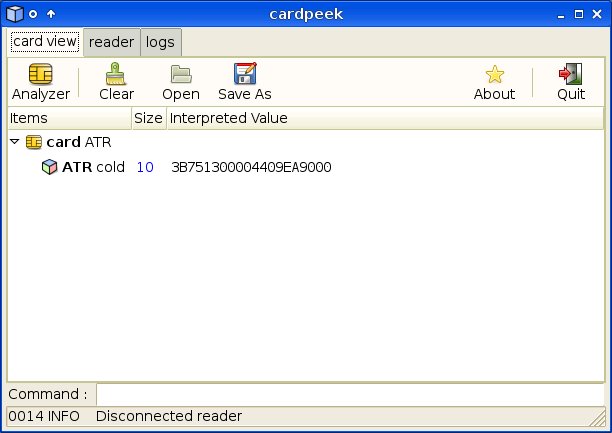 cardpeek
card view reader logs
Analyzer Clear Open Save As About Quit
Items Size Interpreted Value
card ATR
ATR cold 10 3B751300004409EA9000
Command :
0014 INFO Disconnected reader